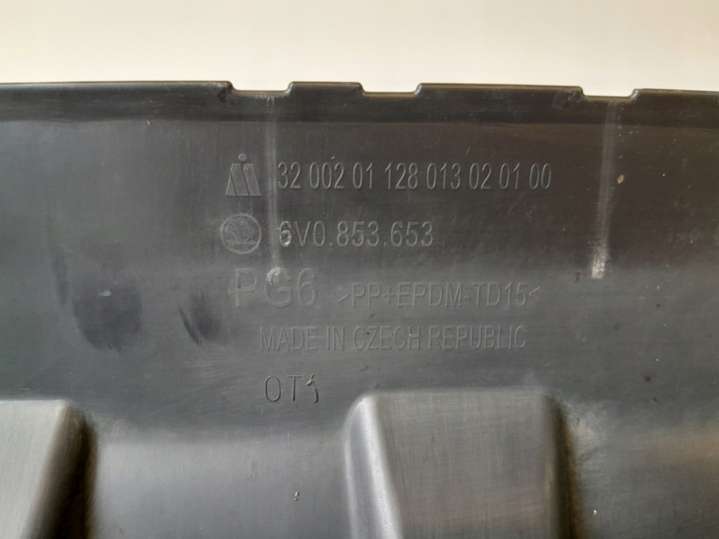 32 002 01 128 013 02 01 00
6V0.853.653
PG6 >PP+EPDM-TD15<
MADE IN CZECH REPUBLIC
OT1